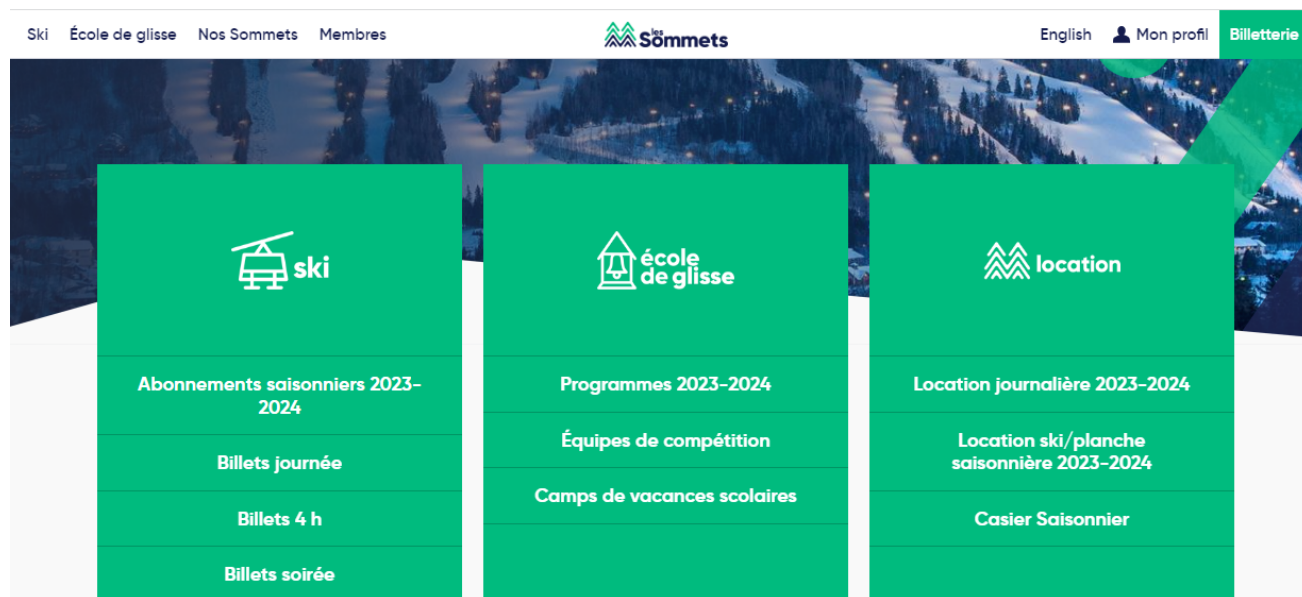 Ski École de glisse Nos Sommets Membres les Sommets English Mon profil Billetterie
ski
Abonnements saisonniers 2023-
2024
Billets journée
Billets 4 h
Billets soirée
école
de glisse
Programmes 2023-2024
Équipes de compétition
Camps de vacances scolaires
location
Location journalière 2023-2024
Location ski/planche
saisonnière 2023-2024
Casier Saisonnier